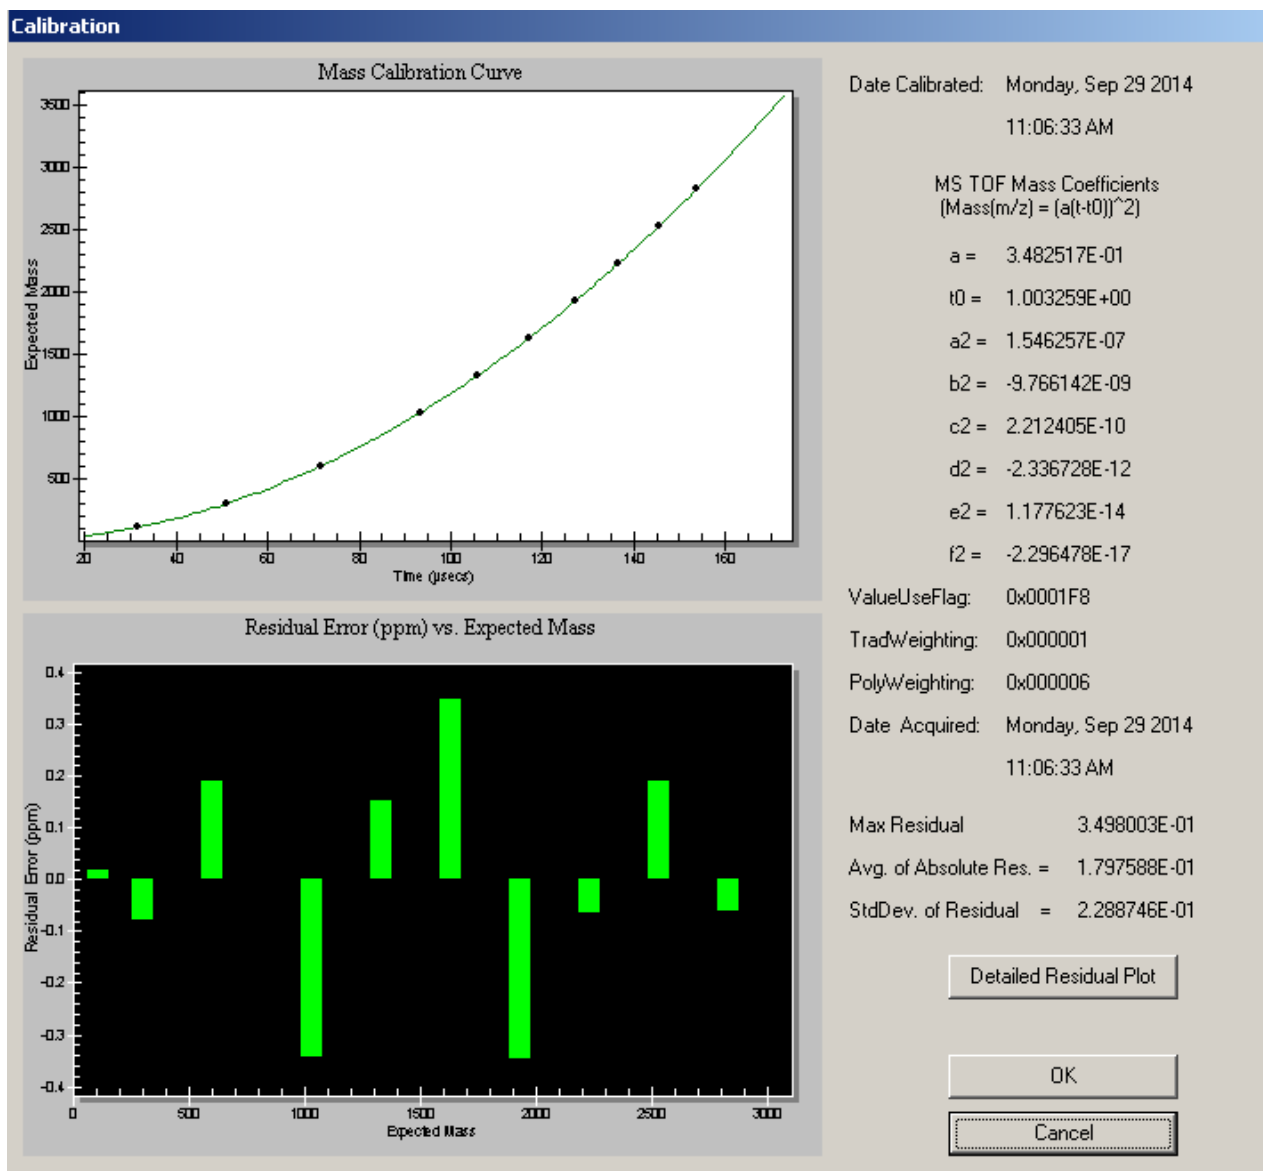 Calibration
Mass Calibration Curve
3500
3000
2500
2000
1500
1000
500
Expected Mass
20 40 60 80 100 120 140 160
Time (µsecs)
Residual Error (ppm) vs. Expected Mass
0.4
0.3
0.2
0.1
0.0
-0.1
-0.2
-0.3
-0.4
Residual Error (ppm)
0 500 1000 1500 2000 2500 3000
Expected Mass
Date Calibrated: Monday, Sep 29 2014
11:06:33 AM
MS TOF Mass Coefficients
(Mass(m/z) = (a(t-t0))^2)
a = 3.482517E-01
t0 = 1.003259E+00
a2 = 1.546257E-07
b2 = -9.766142E-09
c2 = 2.212405E-10
d2 = -2.336728E-12
e2 = 1.177623E-14
f2 = -2.296478E-17
ValueUseFlag: 0x0001F8
TradWeighting: 0x000001
PolyWeighting: 0x000006
Date Acquired: Monday, Sep 29 2014
11:06:33 AM
Max Residual 3.498003E-01
Avg. of Absolute Res. = 1.797588E-01
StdDev. of Residual = 2.288746E-01
Detailed Residual Plot
OK
Cancel